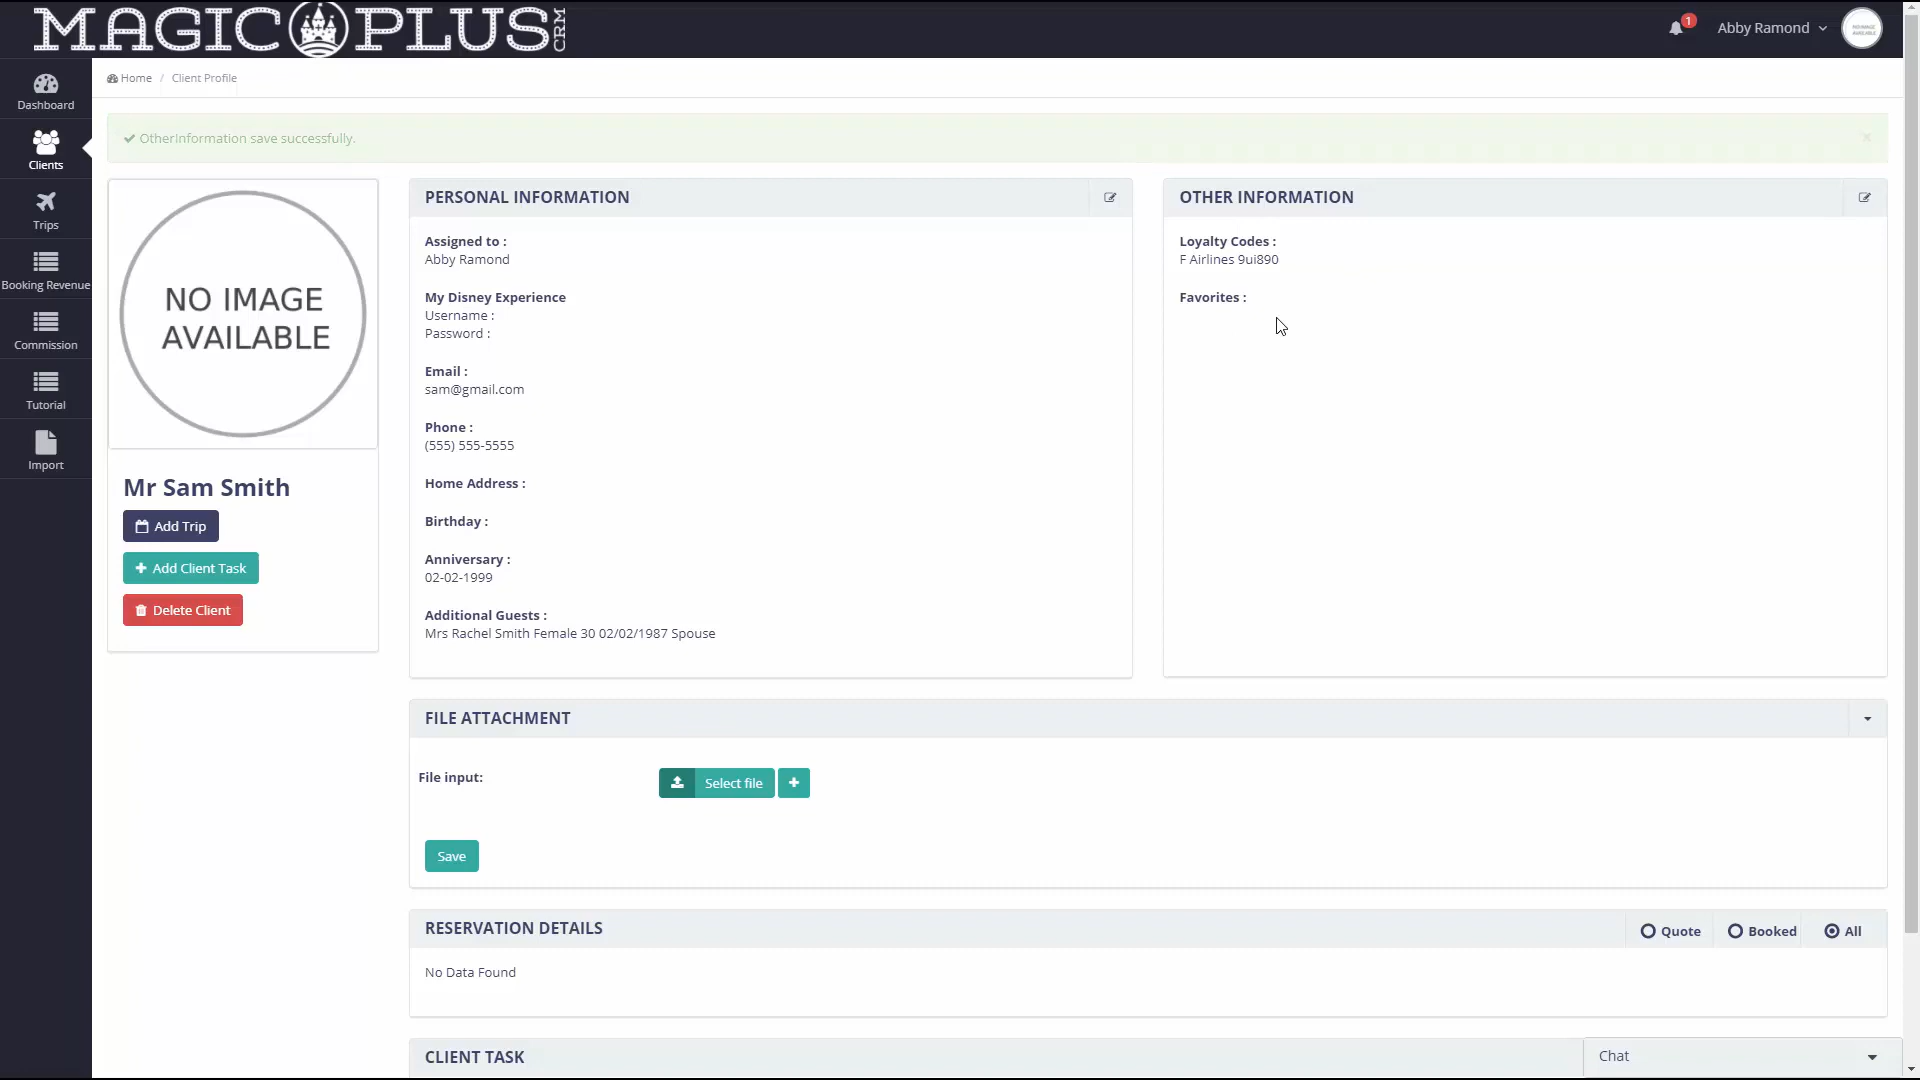 MAGIC PLUS CRM
1
Abby Ramond
NO IMAGE AVAILABLE
Home / Client Profile
Dashboard
Clients
Trips
Booking Revenue
Commission
Tutorial
Import
OtherInformation save successfully.
×
NO IMAGE
AVAILABLE
Mr Sam Smith
Add Trip
Add Client Task
Delete Client
PERSONAL INFORMATION
Assigned to :
Abby Ramond
My Disney Experience
Username :
Password :
Email :
sam@gmail.com
Phone :
(555) 555-5555
Home Address :
Birthday :
Anniversary :
02-02-1999
Additional Guests :
Mrs Rachel Smith Female 30 02/02/1987 Spouse
OTHER INFORMATION
Loyalty Codes :
F Airlines 9ui890
Favorites :
FILE ATTACHMENT
File input:
Select file
Save
RESERVATION DETAILS
Quote
Booked
All
No Data Found
CLIENT TASK
Chat